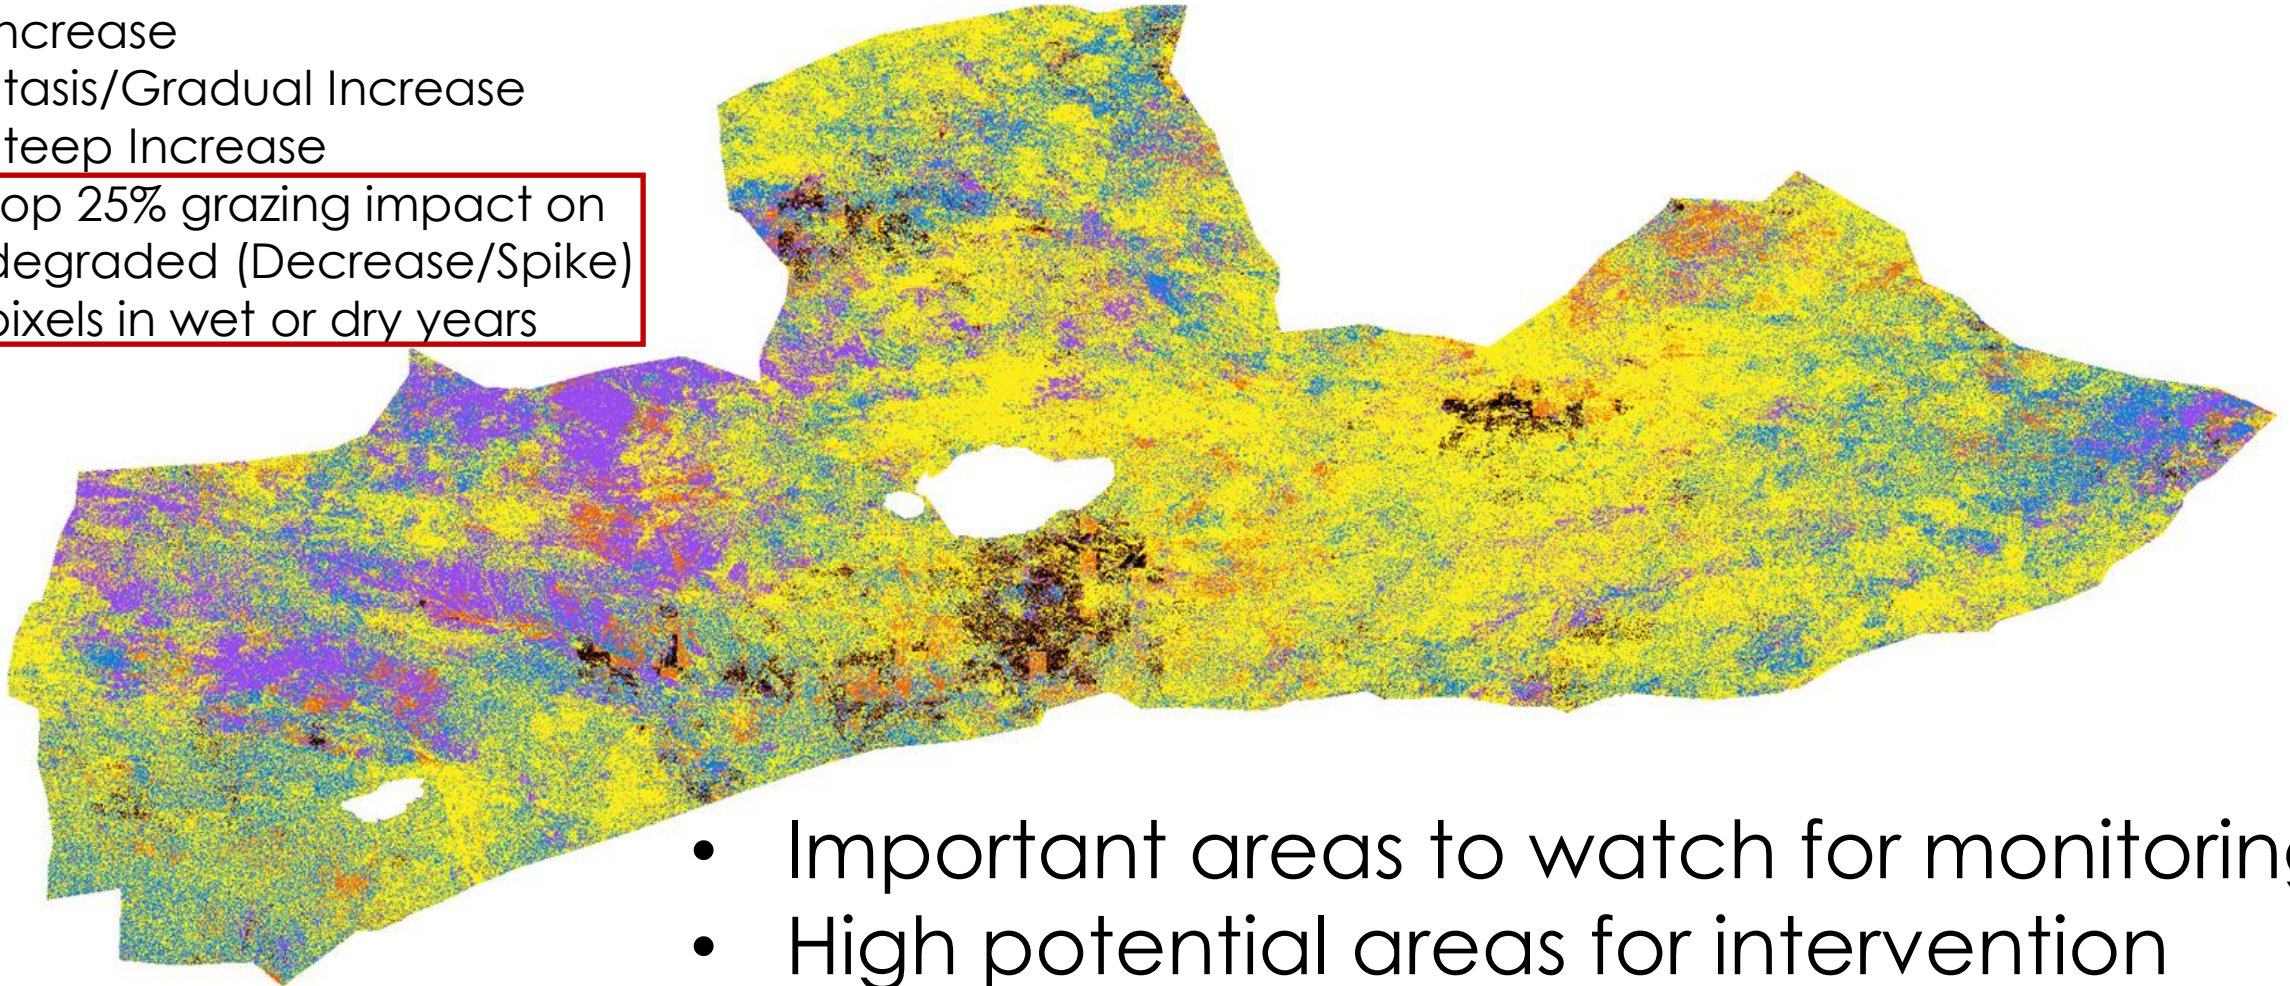 ncrease
tasis/Gradual Increase
teep Increase
op 25% grazing impact on
degraded (Decrease/Spike)
pixels in wet or dry years
• Important areas to watch for monitoring
• High potential areas for intervention